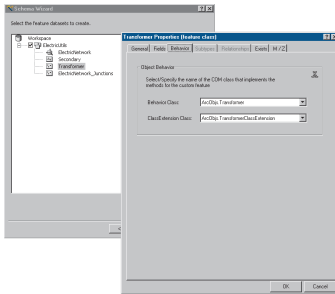 Schema Wizard
Select the feature datasets to create.
Workspace
ElectricUtils
ElectricNetwork
Secondary
Transformer
ElectricNetwork_Junctions
Transformer Properties (feature class)
General Fields Behavior Subtypes Relationships Events M / Z
Object Behavior
Select/Specify the name of the COM class that implements the
methods for the custom feature.
Behavior Class: ArcObjs.Transformer
ClassExtension Class: ArcObjs.TransformerClassExtension
OK Cancel